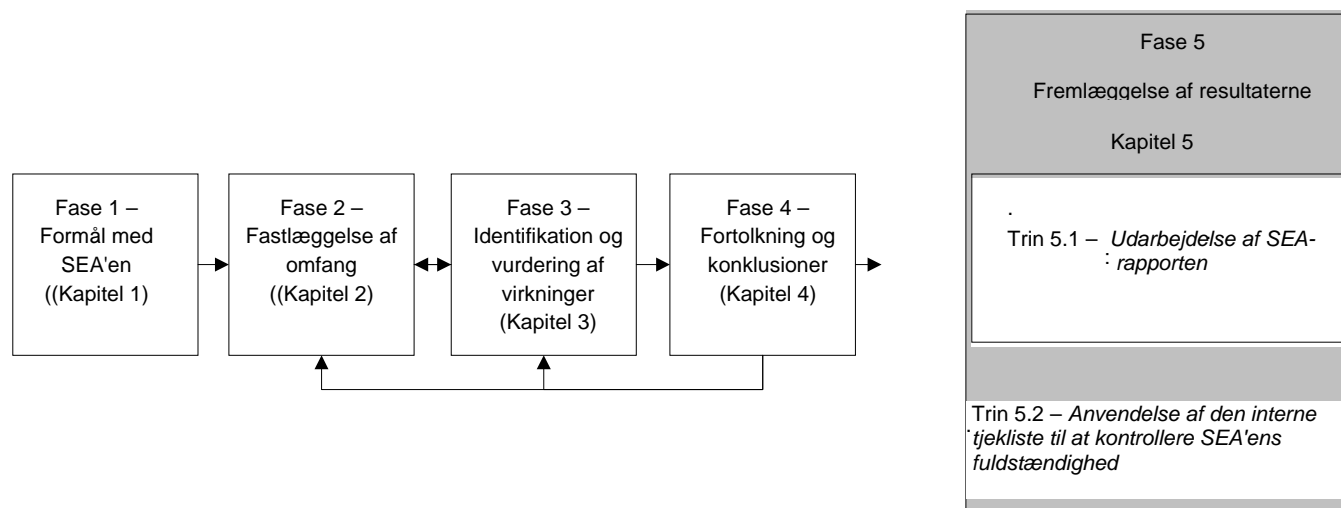 Fase 1 –
Formål med
SEA'en
((Kapitel 1)
Fase 2 –
Fastlæggelse af
omfang
((Kapitel 2)
Fase 3 –
Identifikation og
vurdering af
virkninger
(Kapitel 3)
Fase 4 –
Fortolkning og
konklusioner
(Kapitel 4)
Fase 5
Fremlæggelse af resultaterne
Kapitel 5
.
Trin 5.1 – Udarbejdelse af SEA-
: rapporten
Trin 5.2 – Anvendelse af den interne
. tjekliste til at kontrollere SEA'ens
fuldstændighed